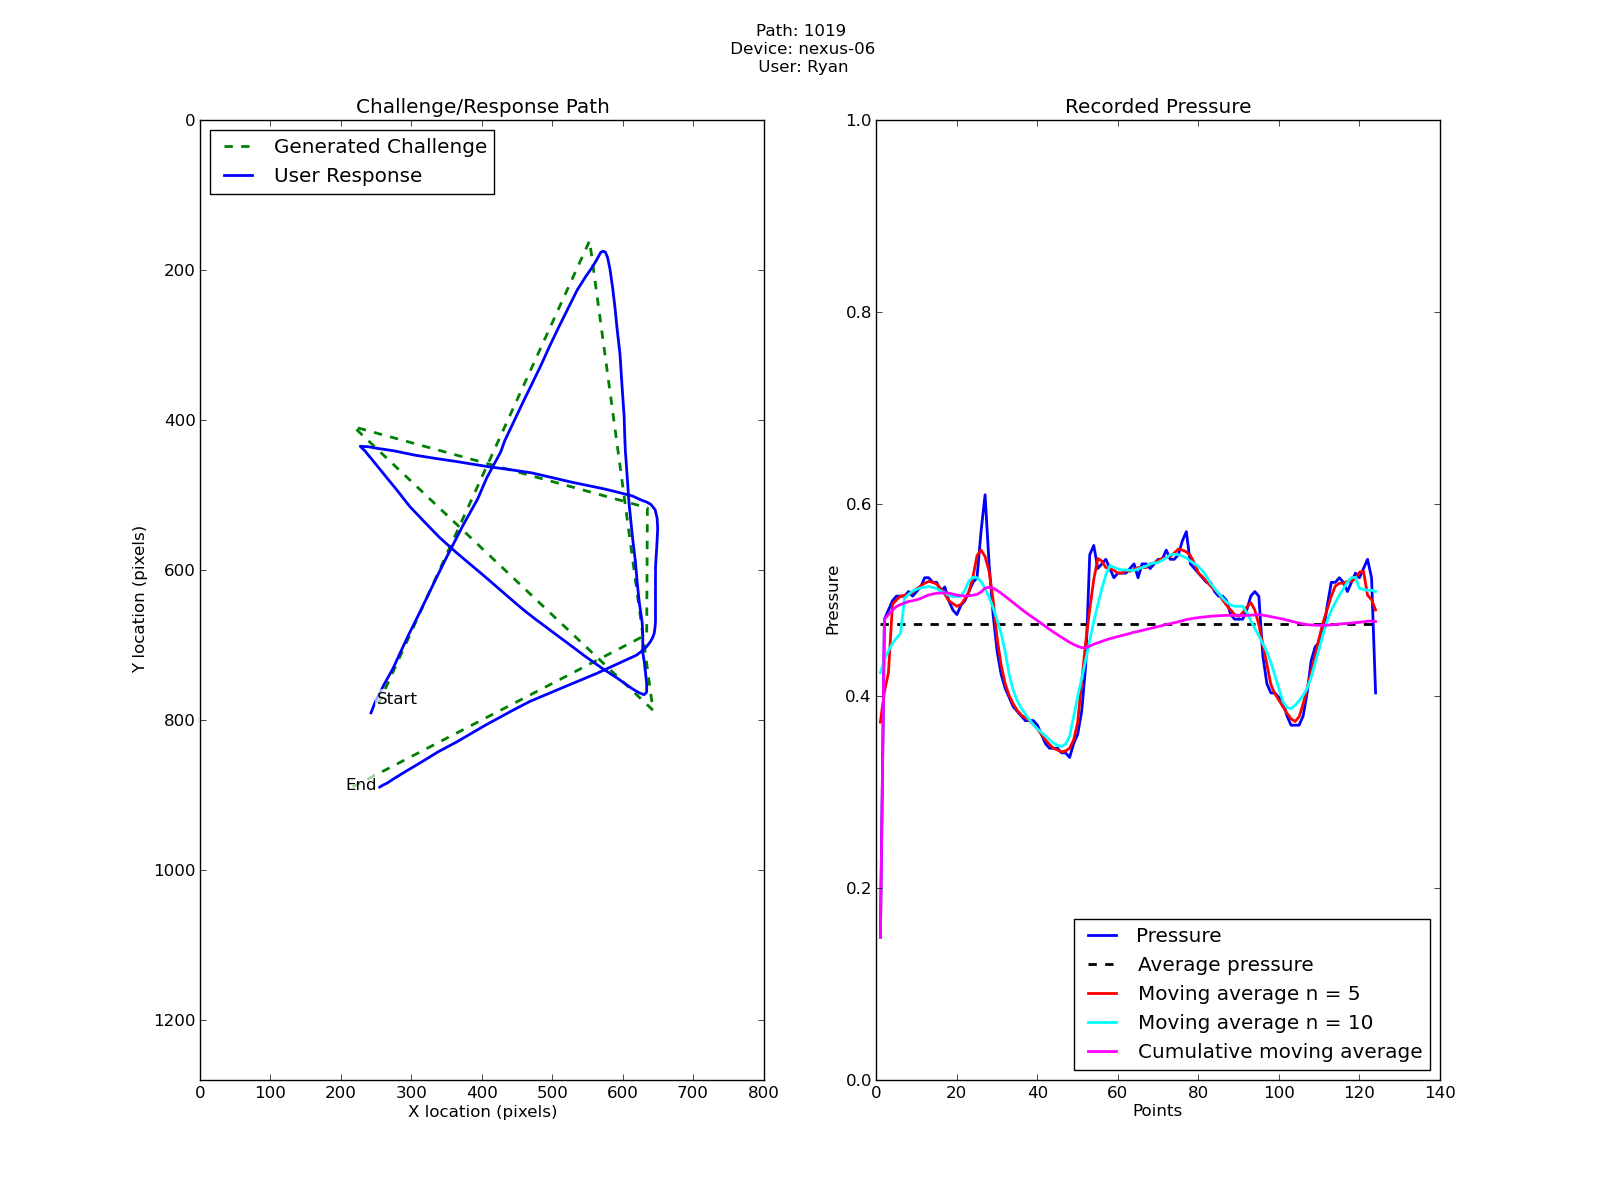 Path: 1019
Device: nexus-06
User: Ryan
Challenge/Response Path
Generated Challenge
User Response
0
200
400
600
800
1000
1200
Y location (pixels)
Start
End
0 100 200 300 400 500 600 700 800
X location (pixels)
Recorded Pressure
1.0
0.8
0.6
0.4
0.2
0.0
Pressure
Pressure
Average pressure
Moving average n = 5
Moving average n = 10
Cumulative moving average
0 20 40 60 80 100 120 140
Points